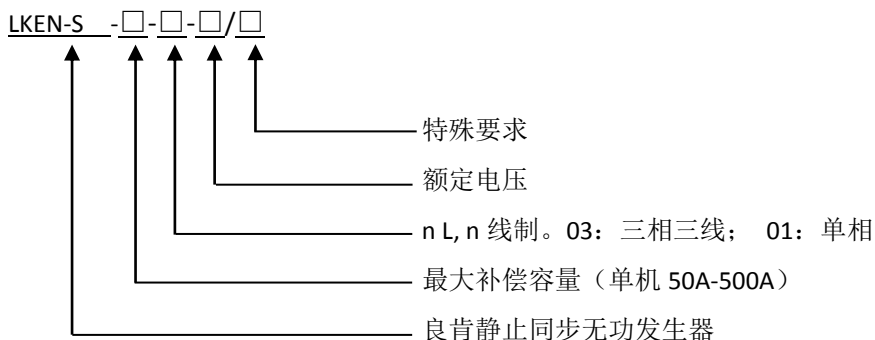 LKEN-S -□-□-□/□
特殊要求
额定电压
n L, n 线制。03：三相三线； 01：单相
最大补偿容量（单机 50A-500A）
良肯静止同步无功发生器